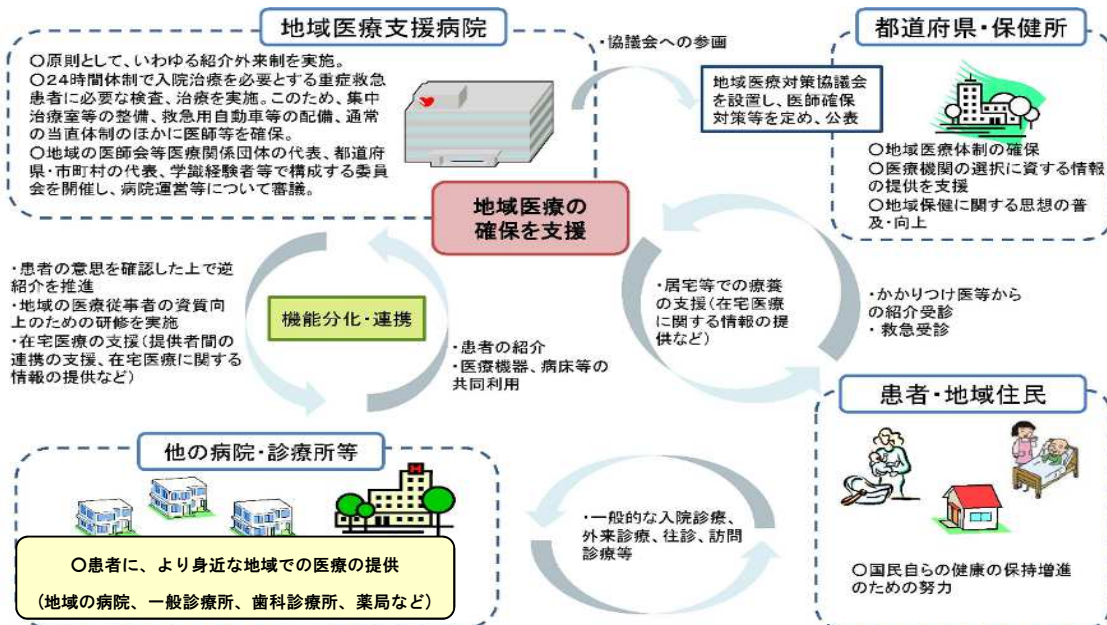 地域医療支援病院
〇原則として、いわゆる紹介外来制を実施。
〇24時間体制で入院治療を必要とする重症救急
患者に必要な検査、治療を実施。このため、集中
治療室等の整備、救急用自動車等の配備、通常
の当直体制のほかに医師等を確保。
〇地域の医師会等医療関係団体の代表、都道府
県・市町村の代表、学識経験者等で構成する委員
会を開催し、病院運営等について審議。
・協議会への参画
都道府県・保健所
地域医療対策協議会
を設置し、医師確保
対策等を定め、公表
〇地域医療体制の確保
〇医療機関の選択に資する情報
の提供を支援
〇地域保健に関する思想の普
及・向上
地域医療の
確保を支援
・患者の意思を確認した上で逆
紹介を推進
・地域の医療従事者の資質向
上のための研修を実施
・在宅医療の支援(提供者間の
連携の支援、在宅医療に関する
情報の提供など)
機能分化・連携
・患者の紹介
・医療機器、病床等の
共同利用
・居宅等での療養
の支援(在宅医療
に関する情報の提
供など)
・かかりつけ医等から
の紹介受診
・救急受診
他の病院・診療所等
H
〇患者に、より身近な地域での医療の提供
(地域の病院、一般診療所、歯科診療所、薬局など)
・一般的な入院診療、
外来診療、往診、訪問
診療等
患者・地域住民
〇国民自らの健康の保持増進
のための努力